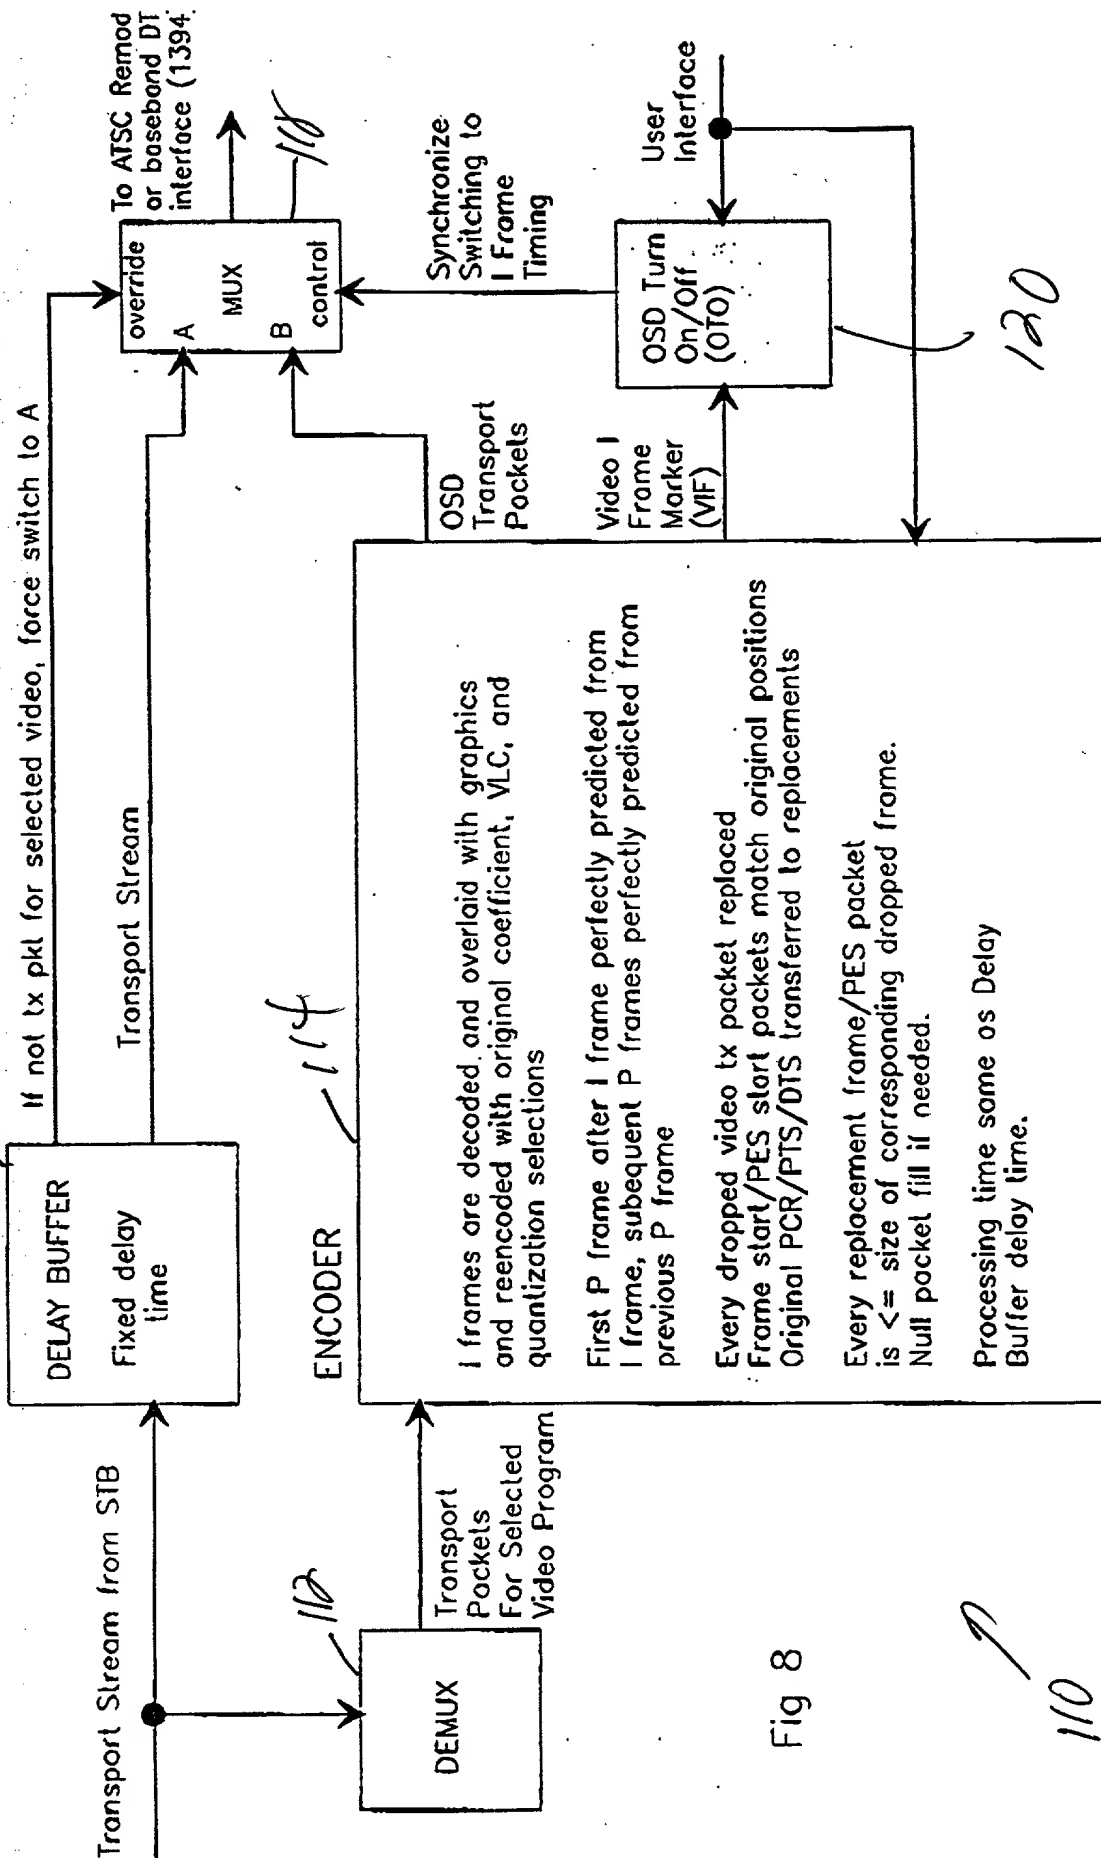 Transport Stream from STB
DELAY BUFFER
Fixed delay
time
If not tx pkt for selected video, force switch to A
Transport Stream
To ATSC Remod
or baseband DT
interface (1394
override
A
MUX
B
control
118
Synchronize
Switching to
I Frame
Timing
DEMUX
112
Transport
Packets
For Selected
Video Program
ENCODER
114
I frames are decoded and overlaid with graphics
and reencoded with original coefficient, VLC, and
quantization selections
First P frame after I frame perfectly predicted from
I frame, subequent P frames perfectly predicted from
previous P frame
Every dropped video tx packet replaced
Frame start/PES start packets match original positions
Original PCR/PTS/DTS transferred to replacements
Every replacement frame/PES packet
is <= size of corresponding dropped frame.
Null packet fill if needed.
Processing time same as Delay
Buffer delay time.
OSD
Transport
Packets
Video I
Frame
Marker
(VIF)
OSD Turn
On/Off
(OTO)
User
Interface
120
Fig 8
110